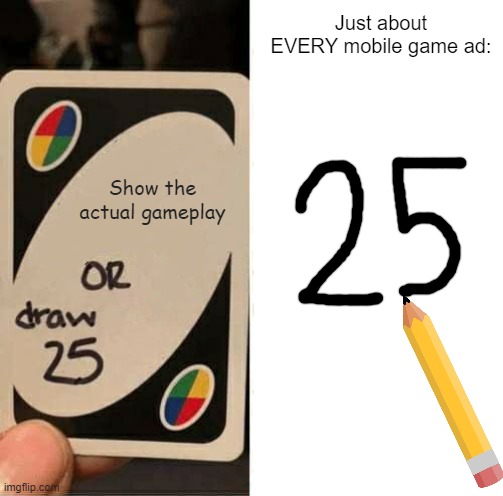 Show the
actual gameplay
OR
draw
25
Just about
EVERY mobile game ad:
25
imgflip.com